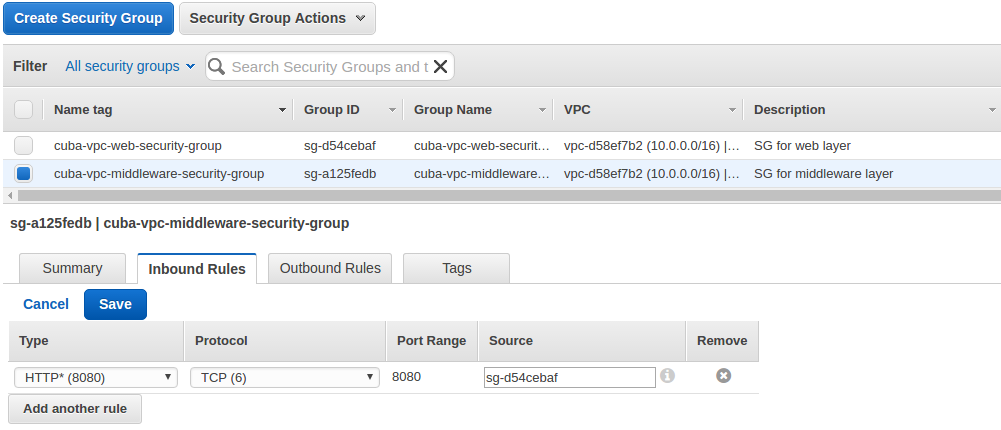 Create Security Group Security Group Actions
Filter All security groups Search Security Groups and t
Name tag Group ID Group Name VPC Description
cuba-vpc-web-security-group sg-d54cebaf cuba-vpc-web-securit... vpc-d58ef7b2 (10.0.0.0/16) |... SG for web layer
cuba-vpc-middleware-security-group sg-a125fedb cuba-vpc-middleware... vpc-d58ef7b2 (10.0.0.0/16) |... SG for middleware layer
sg-a125fedb | cuba-vpc-middleware-security-group
Summary Inbound Rules Outbound Rules Tags
Cancel Save
Type Protocol Port Range Source Remove
HTTP* (8080) TCP (6) 8080 sg-d54cebaf
Add another rule